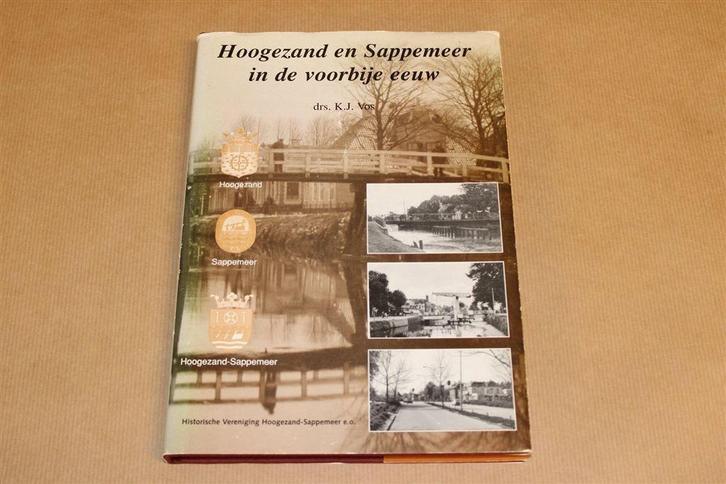 Hoogezand en Sappemeer
in de voorbije eeuw
drs. K.J. Vos
Hoogezand
Sappemeer
Hoogezand-Sappemeer
Historische Vereniging Hoogezand-Sappemeer e.o.